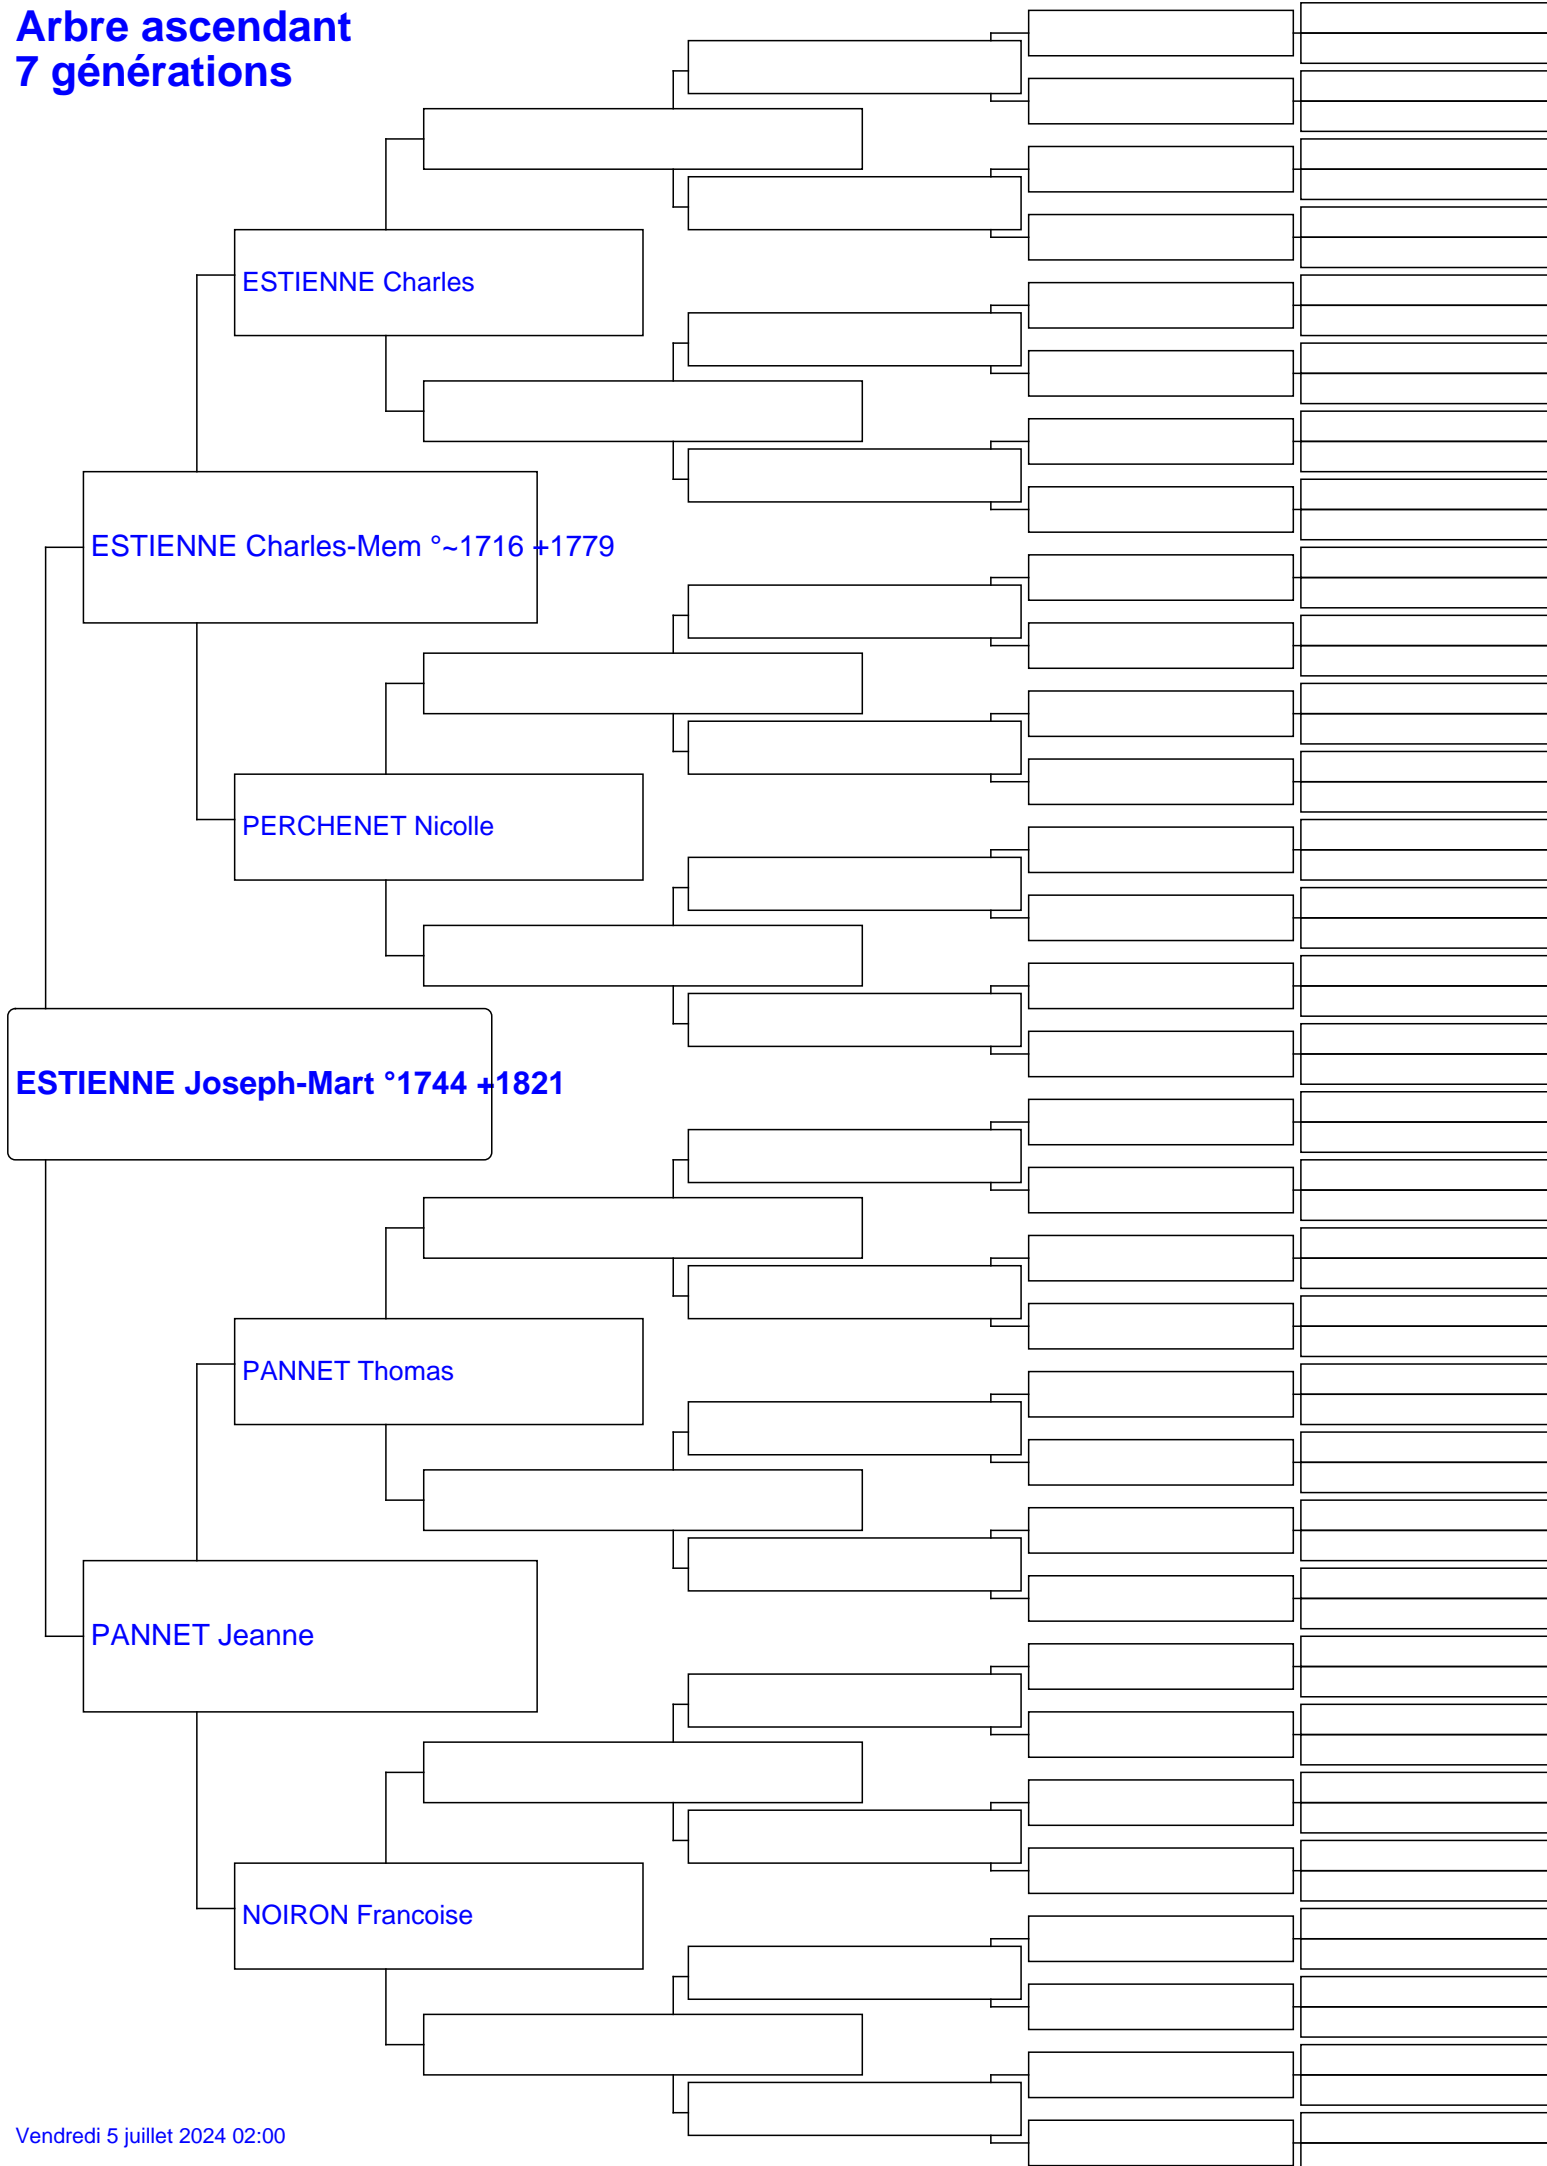 Arbre ascendant
7 générations
ESTIENNE Charles
ESTIENNE Charles-Mem °~1716 +1779
PERCHENET Nicolle
ESTIENNE Joseph-Mart °1744 +1821
PANNET Thomas
PANNET Jeanne
NOIRON Francoise
Vendredi 5 juillet 2024 02:00